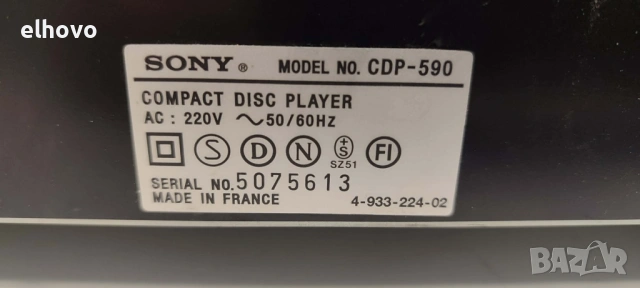 elhovo
SONY® MODEL NO. CDP-590
COMPACT DISC PLAYER
AC : 220V ～50/60HZ
S D N +S FI
SZ51
SERIAL NO. 5075613
MADE IN FRANCE 4-933-224-02
BAZAR